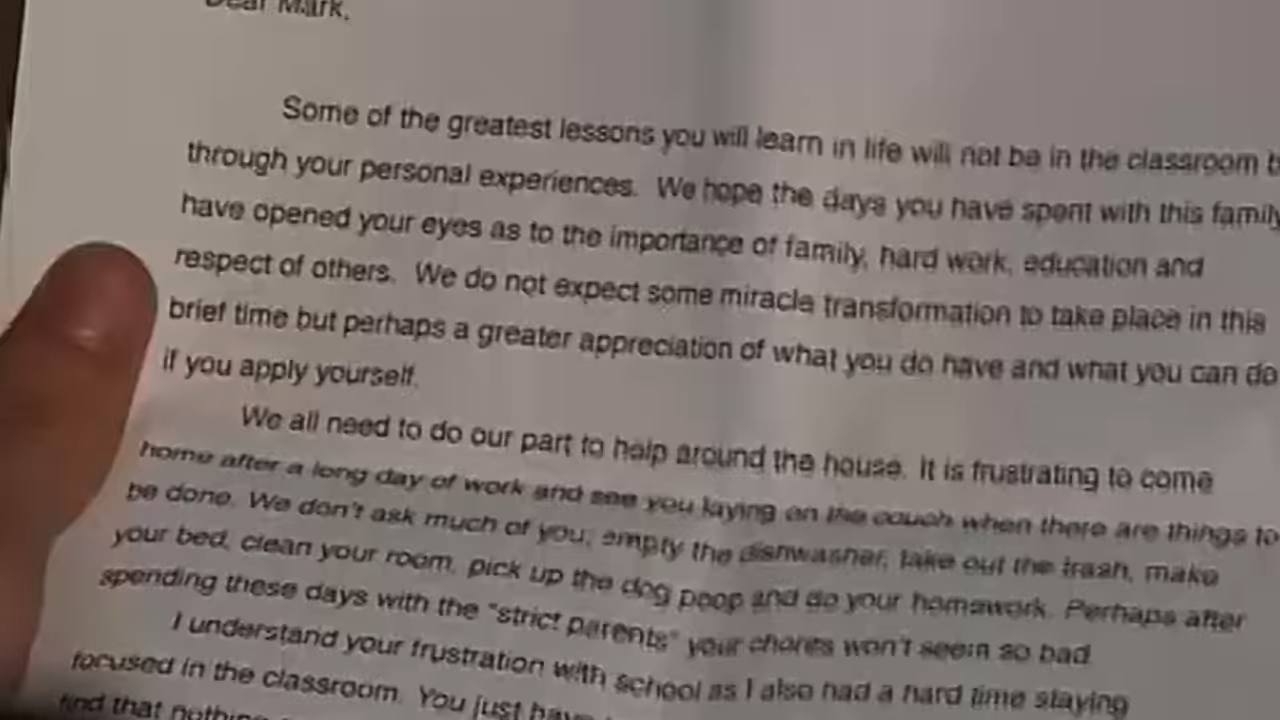 Dear Mark,
Some of the greatest lessons you will learn in life will not be in the classroom
through your personal experiences. We hope the days you have spent with this family
have opened your eyes as to the importance of family, hard work, education and
respect of others. We do not expect some miracle transformation to take place in this
brief time but perhaps a greater appreciation of what you do have and what you can do
if you apply yourself.
We all need to do our part to help around the house. It is frustrating to come
home after a long day of work and see you laying on the couch when there are things to
be done. We don't ask much of you; empty the dishwasher, take out the trash, make
your bed, clean your room, pick up the dog poop and do your homework. Perhaps after
spending these days with the "strict parents" your chores won't seem so bad.
I understand your frustration with school as I also had a hard time staying
focused in the classroom. You just have
find that